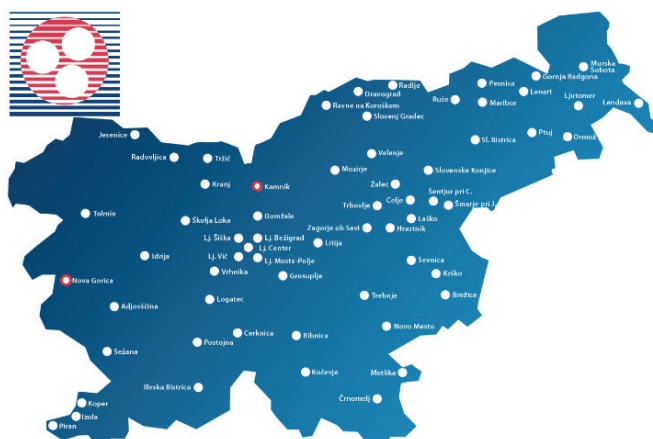 Murska
Sobota
Gornja Radgona
Pesnica
Radlje
Dravograd
Lenart
Ruše
Maribor
Ljutomer
Lendava
Ravne na Koroškem
Slovenj Gradec
Jesenice
Ptuj
Ormož
Sl. Bistrica
Velenje
Radovljica
Tržič
Mozirje
Slovenske Konjice
Kranj
Kamnik
Žalec
Šentjur pri C.
Celje
Šmarje pri J.
Trbovlje
Tolmin
Škofja Loka
Domžale
Laško
Zagorje ob Savi
Hrastnik
Lj. Šiška
Lj. Bežigrad
Litija
Lj. Center
Idrija
Lj. Vič
Lj. Moste-Polje
Sevnica
Vrhnika
Grosuplje
Krško
Nova Gorica
Trebnje
Brežice
Logatec
Adjovščina
Novo Mesto
Cerknica
Ribnica
Postojna
Sežana
Kočevje
Metlika
Ilirska Bistrica
Črnomelj
Koper
Izola
Piran